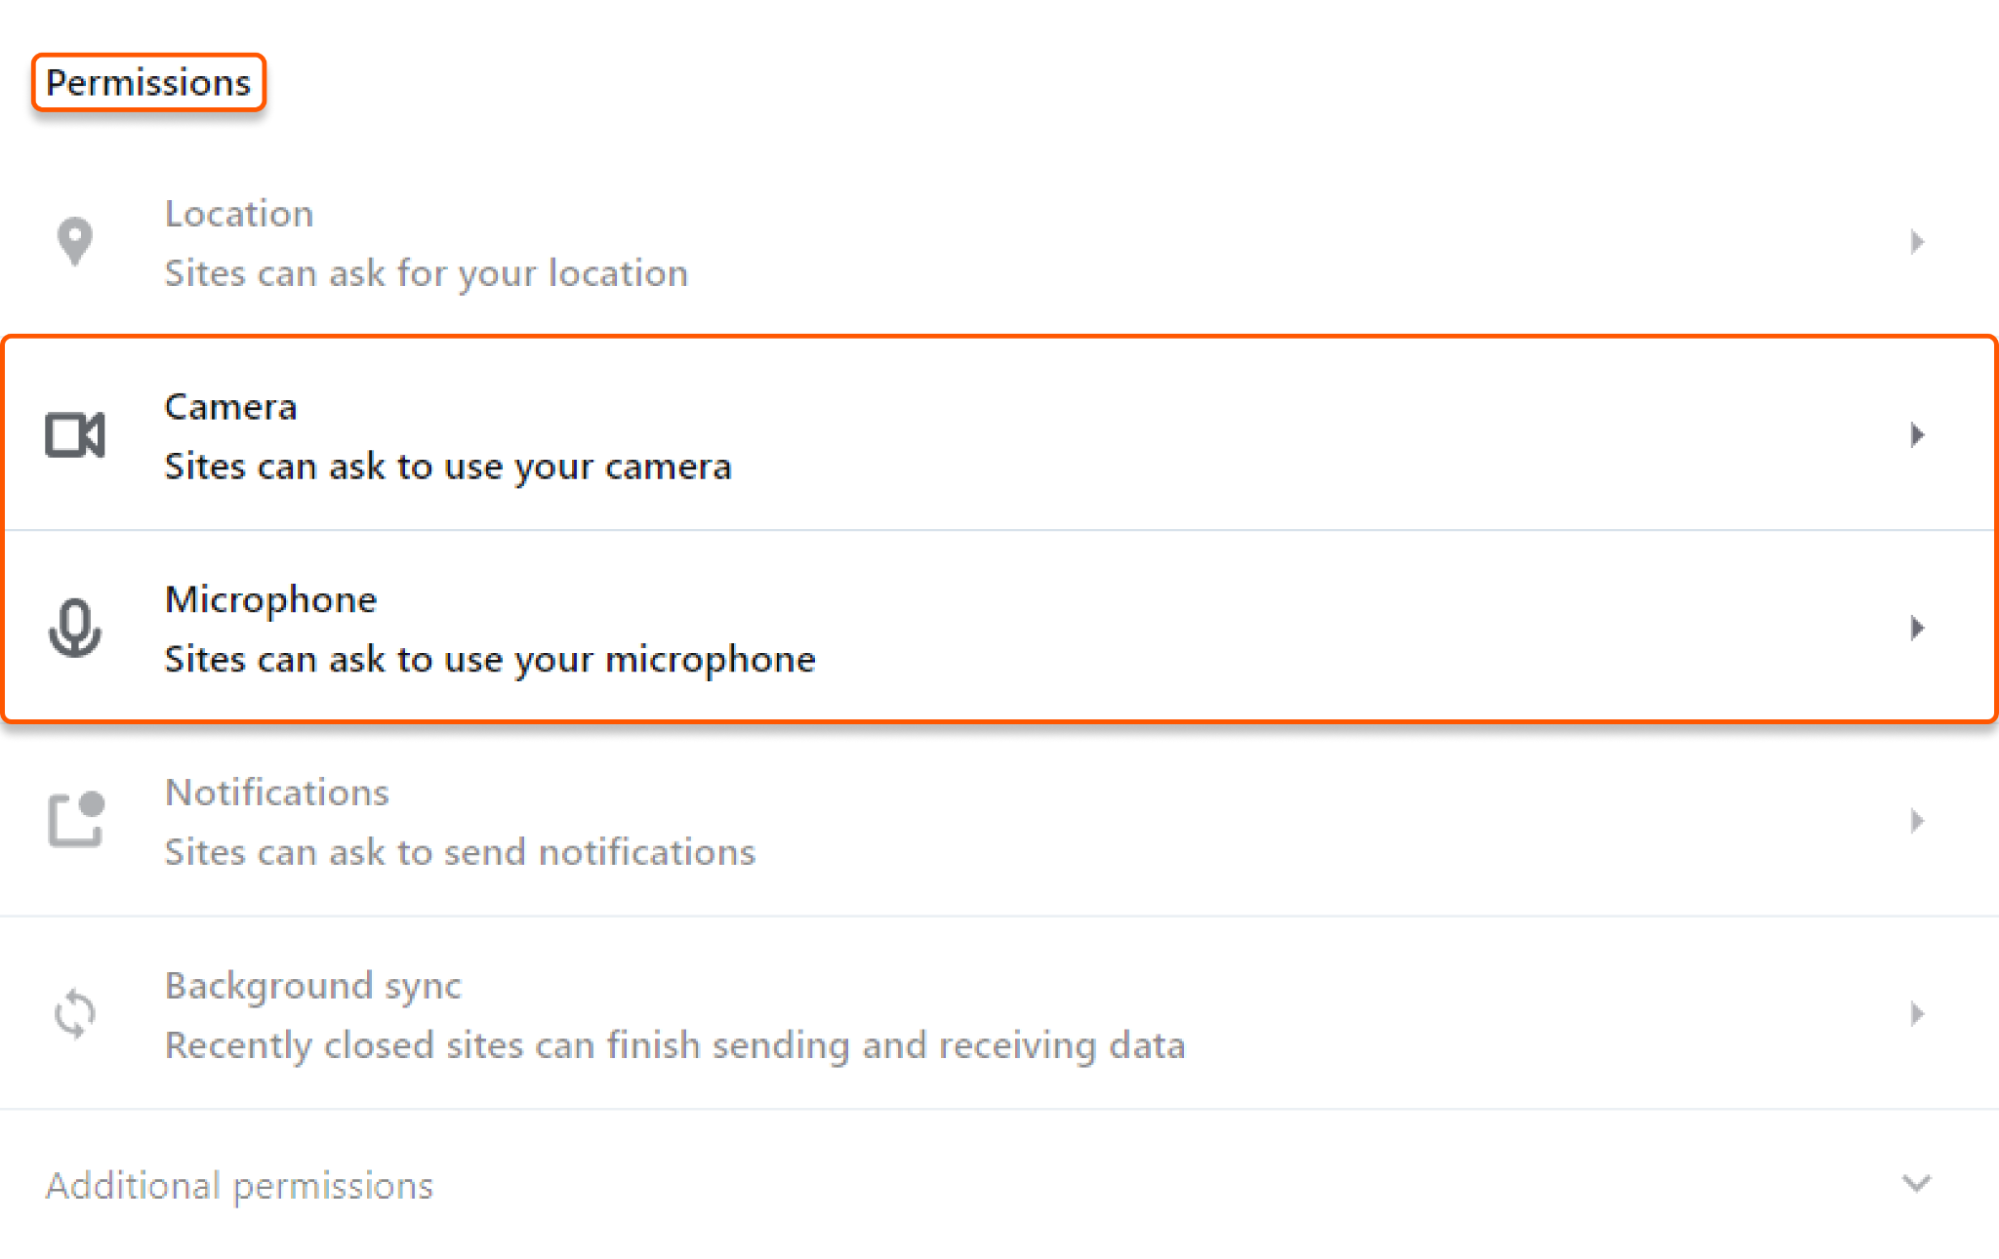 Permissions
Location
Sites can ask for your location
Camera
Sites can ask to use your camera
Microphone
Sites can ask to use your microphone
Notifications
Sites can ask to send notifications
Background sync
Recently closed sites can finish sending and receiving data
Additional permissions